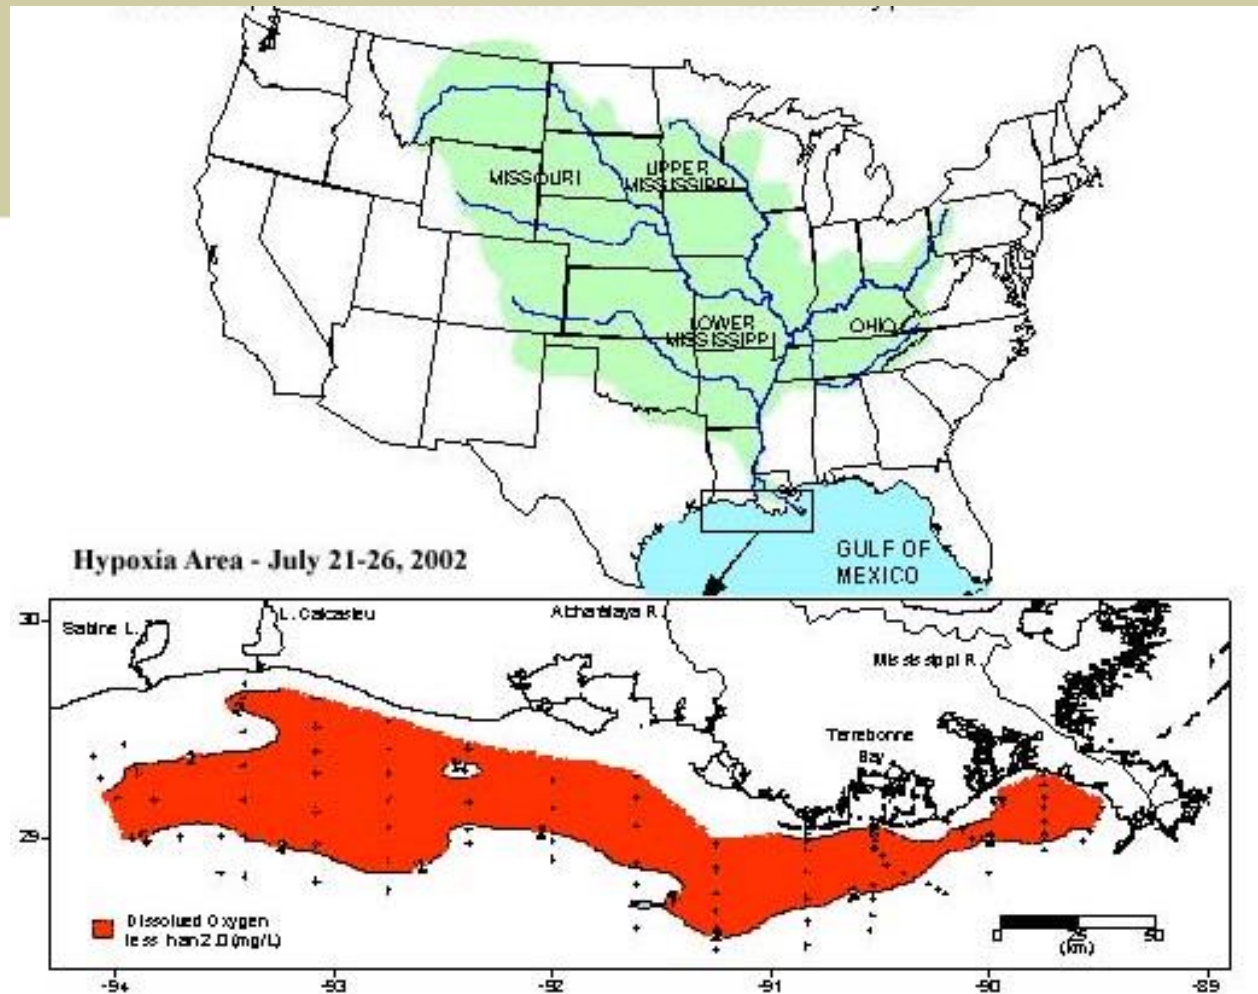 MISSOURI
UPPER
MISSISSIPPI
LOWER
MISSISSIPPI
OHIO
GULF OF
MEXICO
Hypoxia Area - July 21-26, 2002
30
Sabine L.
L. Calcasieu
Atchafalaya R.
Mississippi R.
Terrebonne
Bay
29
Dissolved Oxygen
less than 2.0 (mg/L)
0 25 50
(km)
-94 -93 -92 -91 -90 -89